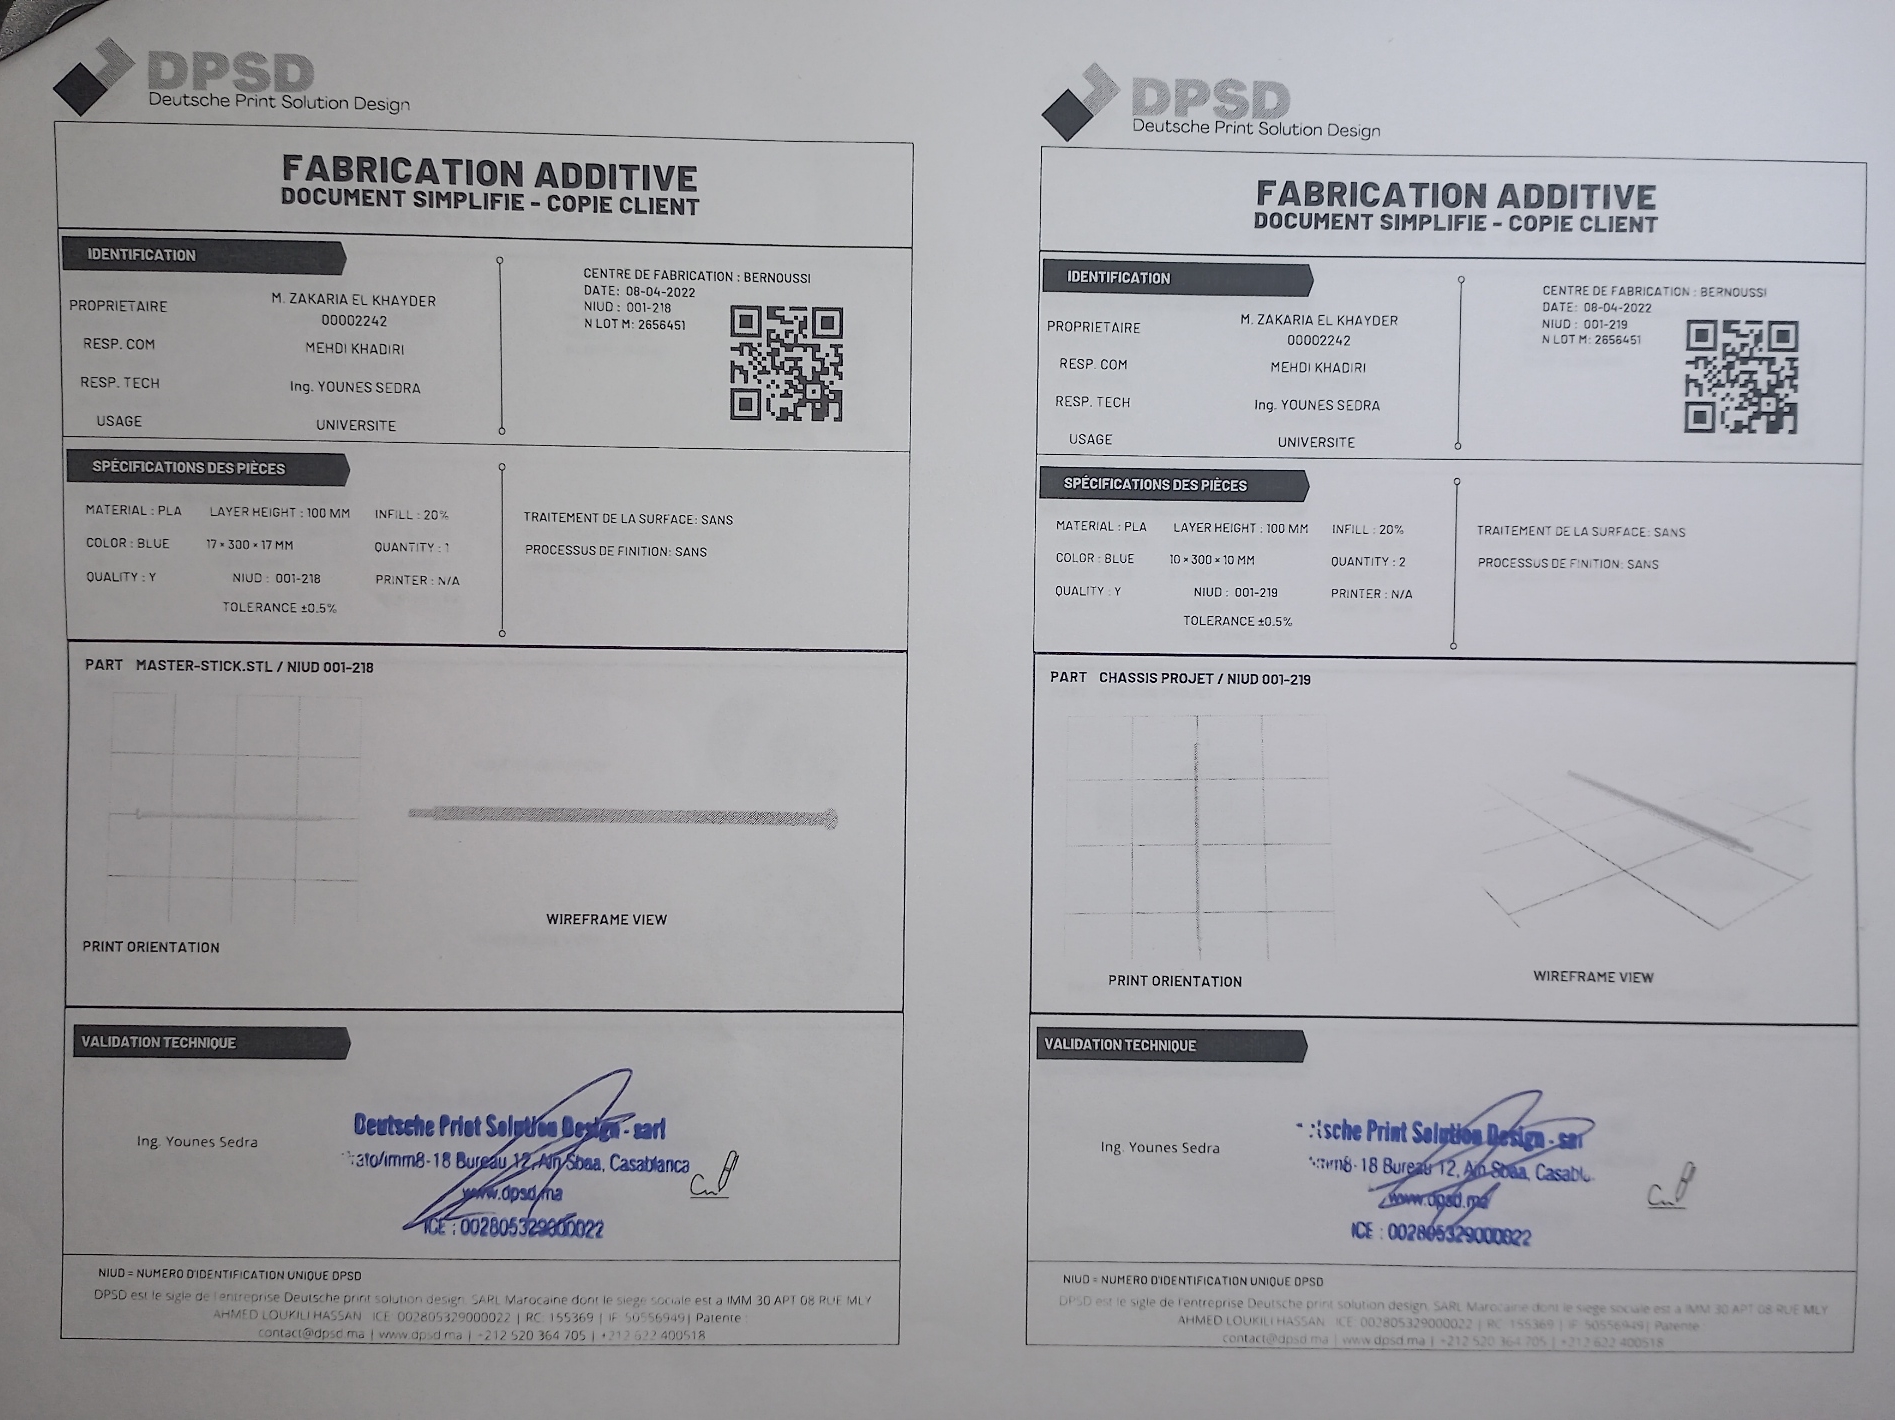 DPSD
Deutsche Print Solution Design
FABRICATION ADDITIVE
DOCUMENT SIMPLIFIE - COPIE CLIENT
IDENTIFICATION
PROPRIETAIRE M. ZAKARIA EL KHAYDER
00002242
RESP. COM MEHDI KHADIRI
RESP. TECH Ing. YOUNES SEDRA
USAGE UNIVERSITE
CENTRE DE FABRICATION : BERNOUSSI
DATE: 08-04-2022
NIUD : 001-218
N LOT M: 2656451
SPÉCIFICATIONS DES PIÈCES
MATERIAL : PLA LAYER HEIGHT : 100 MM INFILL : 20%
COLOR : BLUE 17 × 300 × 17 MM QUANTITY : 1
QUALITY : Y NIUD : 001-218 PRINTER : N/A
TOLERANCE ±0.5%
TRAITEMENT DE LA SURFACE: SANS
PROCESSUS DE FINITION: SANS
PART MASTER-STICK.STL / NIUD 001-218
WIREFRAME VIEW
PRINT ORIENTATION
VALIDATION TECHNIQUE
Ing. Younes Sedra
Deutsche Print Solution Design - sarl
/imm8-18 Bureau 12, Ain Sbaa, Casablanca
www.dpsd.ma
ICE : 002805329000022
NIUD = NUMERO D'IDENTIFICATION UNIQUE DPSD
DPSD est le sigle de l'entreprise Deutsche print solution design, SARL Marocaine dont le siege sociale est a IMM 30 APT 08 RUE MLY
AHMED LOUKILI HASSAN ICE 002805329000022 | RC: 155369 | IF: 50556949| Patente :
contact@dpsd.ma | www.dpsd.ma | +212 520 364 705 | +212 622 400518
DPSD
Deutsche Print Solution Design
FABRICATION ADDITIVE
DOCUMENT SIMPLIFIE - COPIE CLIENT
IDENTIFICATION
PROPRIETAIRE M. ZAKARIA EL KHAYDER
00002242
RESP. COM MEHDI KHADIRI
RESP. TECH Ing. YOUNES SEDRA
USAGE UNIVERSITE
CENTRE DE FABRICATION : BERNOUSSI
DATE: 08-04-2022
NIUD : 001-219
N LOT M: 2656451
SPÉCIFICATIONS DES PIÈCES
MATERIAL : PLA LAYER HEIGHT : 100 MM INFILL : 20%
COLOR : BLUE 10 × 300 × 10 MM QUANTITY : 2
QUALITY : Y NIUD : 001-219 PRINTER : N/A
TOLERANCE ±0.5%
TRAITEMENT DE LA SURFACE: SANS
PROCESSUS DE FINITION: SANS
PART CHASSIS PROJET / NIUD 001-219
PRINT ORIENTATION
WIREFRAME VIEW
VALIDATION TECHNIQUE
Ing. Younes Sedra
Print Solution Design -
18 Bureau 12, Ain Sbaa,
www.dpsd.ma
ICE : 002805329000022
NIUD = NUMERO D'IDENTIFICATION UNIQUE DPSD
DPSD est le sigle de l'entreprise Deutsche print solution design, SARL Marocaine dont le siege sociale est a IMM 30 APT 08 RUE MLY
AHMED LOUKILI HASSAN ICE 002805329000022 | RC: 155369 | IF: 50556949| Patente :
contact@dpsd.ma | www.dpsd.ma | +212 520 364 705 | +212 622 400518